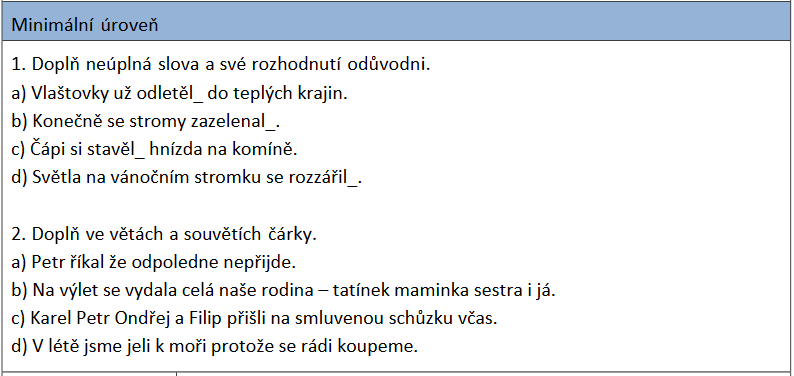 Minimální úroveň
1. Doplň neúplná slova a své rozhodnutí odůvodni.
a) Vlaštovky už odletěl_ do teplých krajin.
b) Konečně se stromy zazelenal_.
c) Čápi si stavěl_ hnízda na komíně.
d) Světla na vánočním stromku se rozzářil_.
2. Doplň ve větách a souvětích čárky.
a) Petr říkal že odpoledne nepřijde.
b) Na výlet se vydala celá naše rodina – tatínek maminka sestra i já.
c) Karel Petr Ondřej a Filip přišli na smluvenou schůzku včas.
d) V létě jsme jeli k moři protože se rádi koupeme.